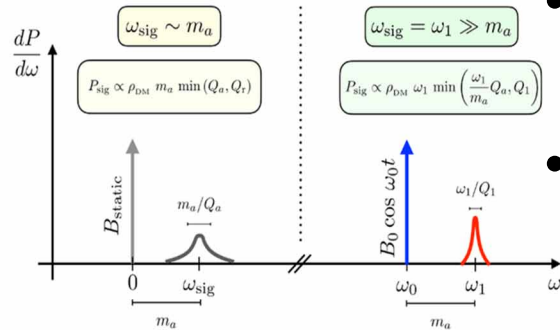 dP
dω
ω_sig ∼ m_a
P_sig ∝ ρ_DM m_a min (Q_a, Q_r)
B_static
m_a/Q_a
0
ω_sig
m_a
ω_sig = ω_1 ≫ m_a
P_sig ∝ ρ_DM ω_1 min (ω_1/m_a Q_a, Q_1)
B_0 cos ω_0t
ω_1/Q_1
ω_0
ω_1
ω
m_a